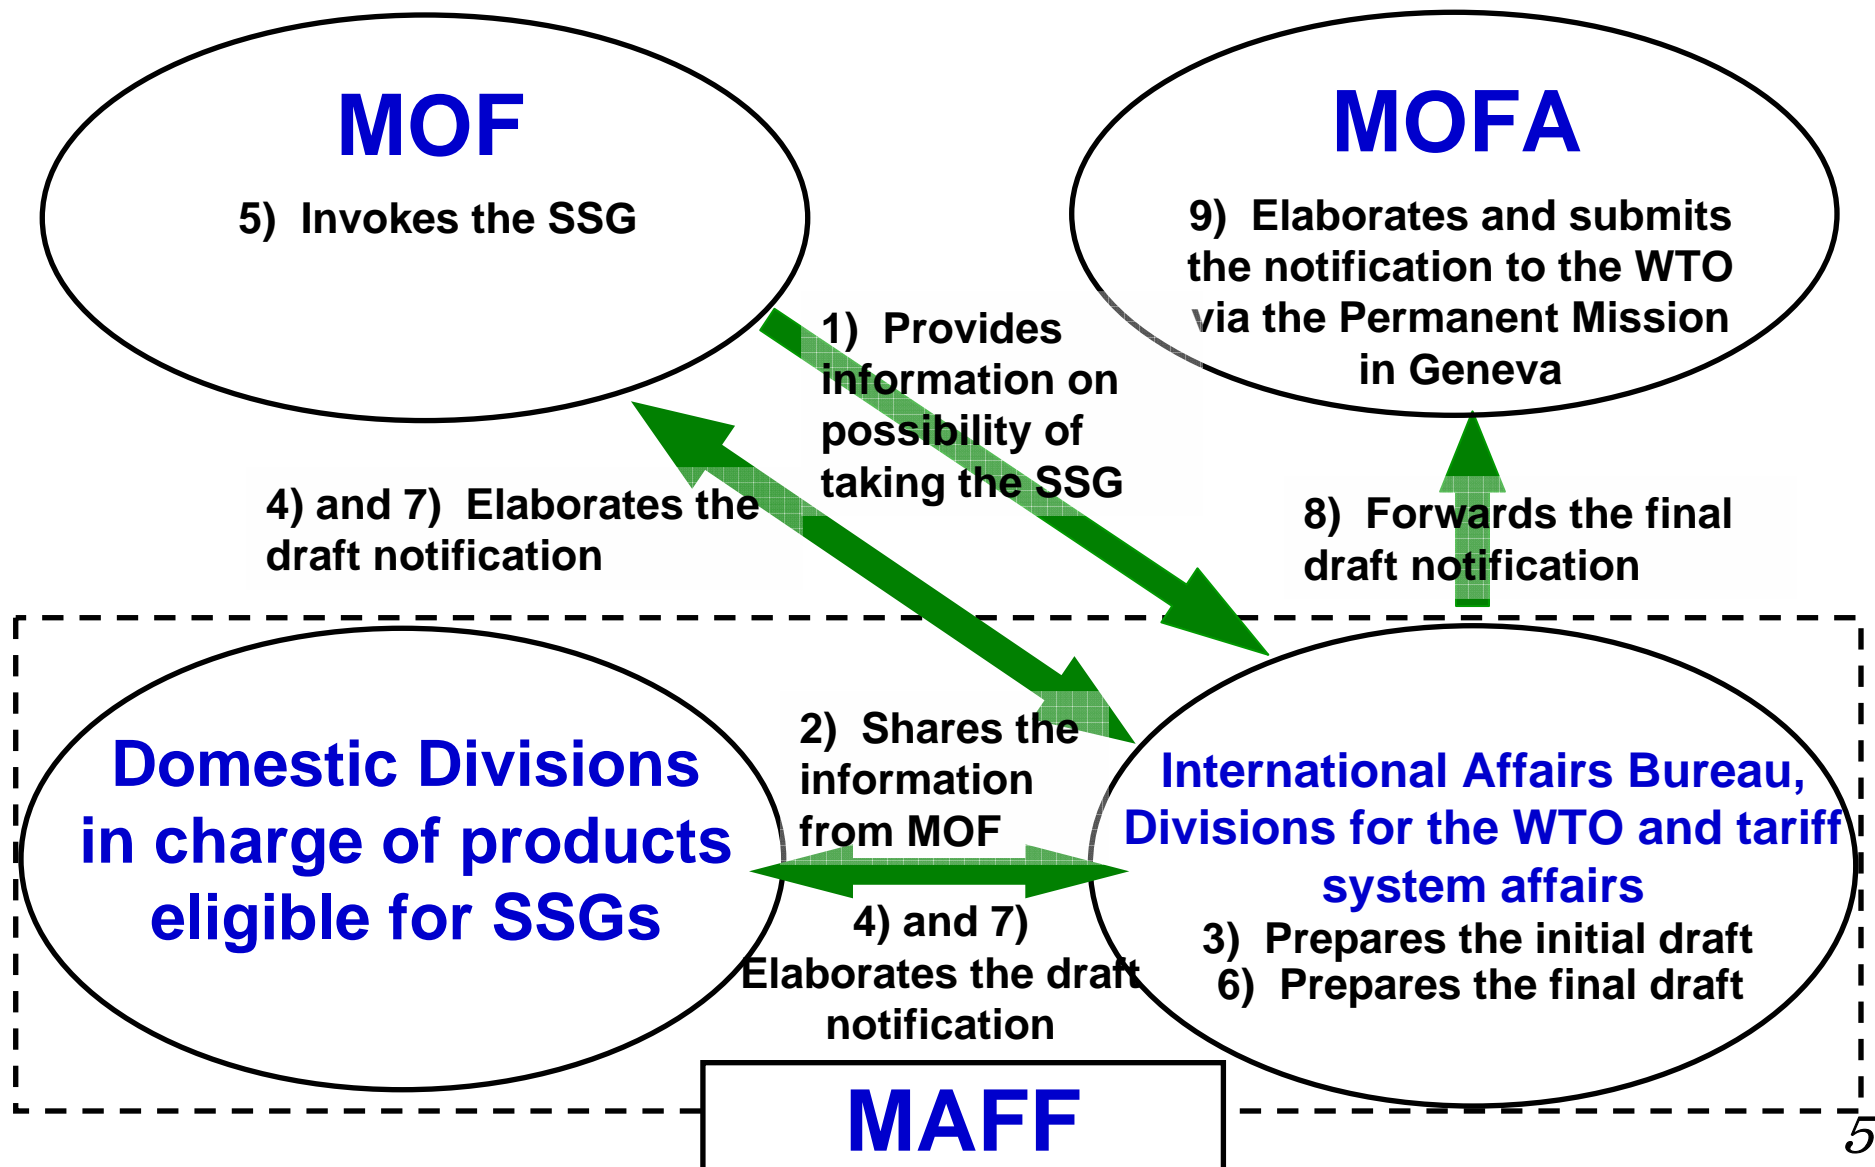 MOF
5) Invokes the SSG
MOFA
9) Elaborates and submits
the notification to the WTO
via the Permanent Mission
in Geneva
1) Provides
information on
possibility of
taking the SSG
4) and 7) Elaborates the
draft notification
8) Forwards the final
draft notification
Domestic Divisions
in charge of products
eligible for SSGs
2) Shares the
information
from MOF
4) and 7)
Elaborates the draft
notification
International Affairs Bureau,
Divisions for the WTO and tariff
system affairs
3) Prepares the initial draft
6) Prepares the final draft
MAFF
5